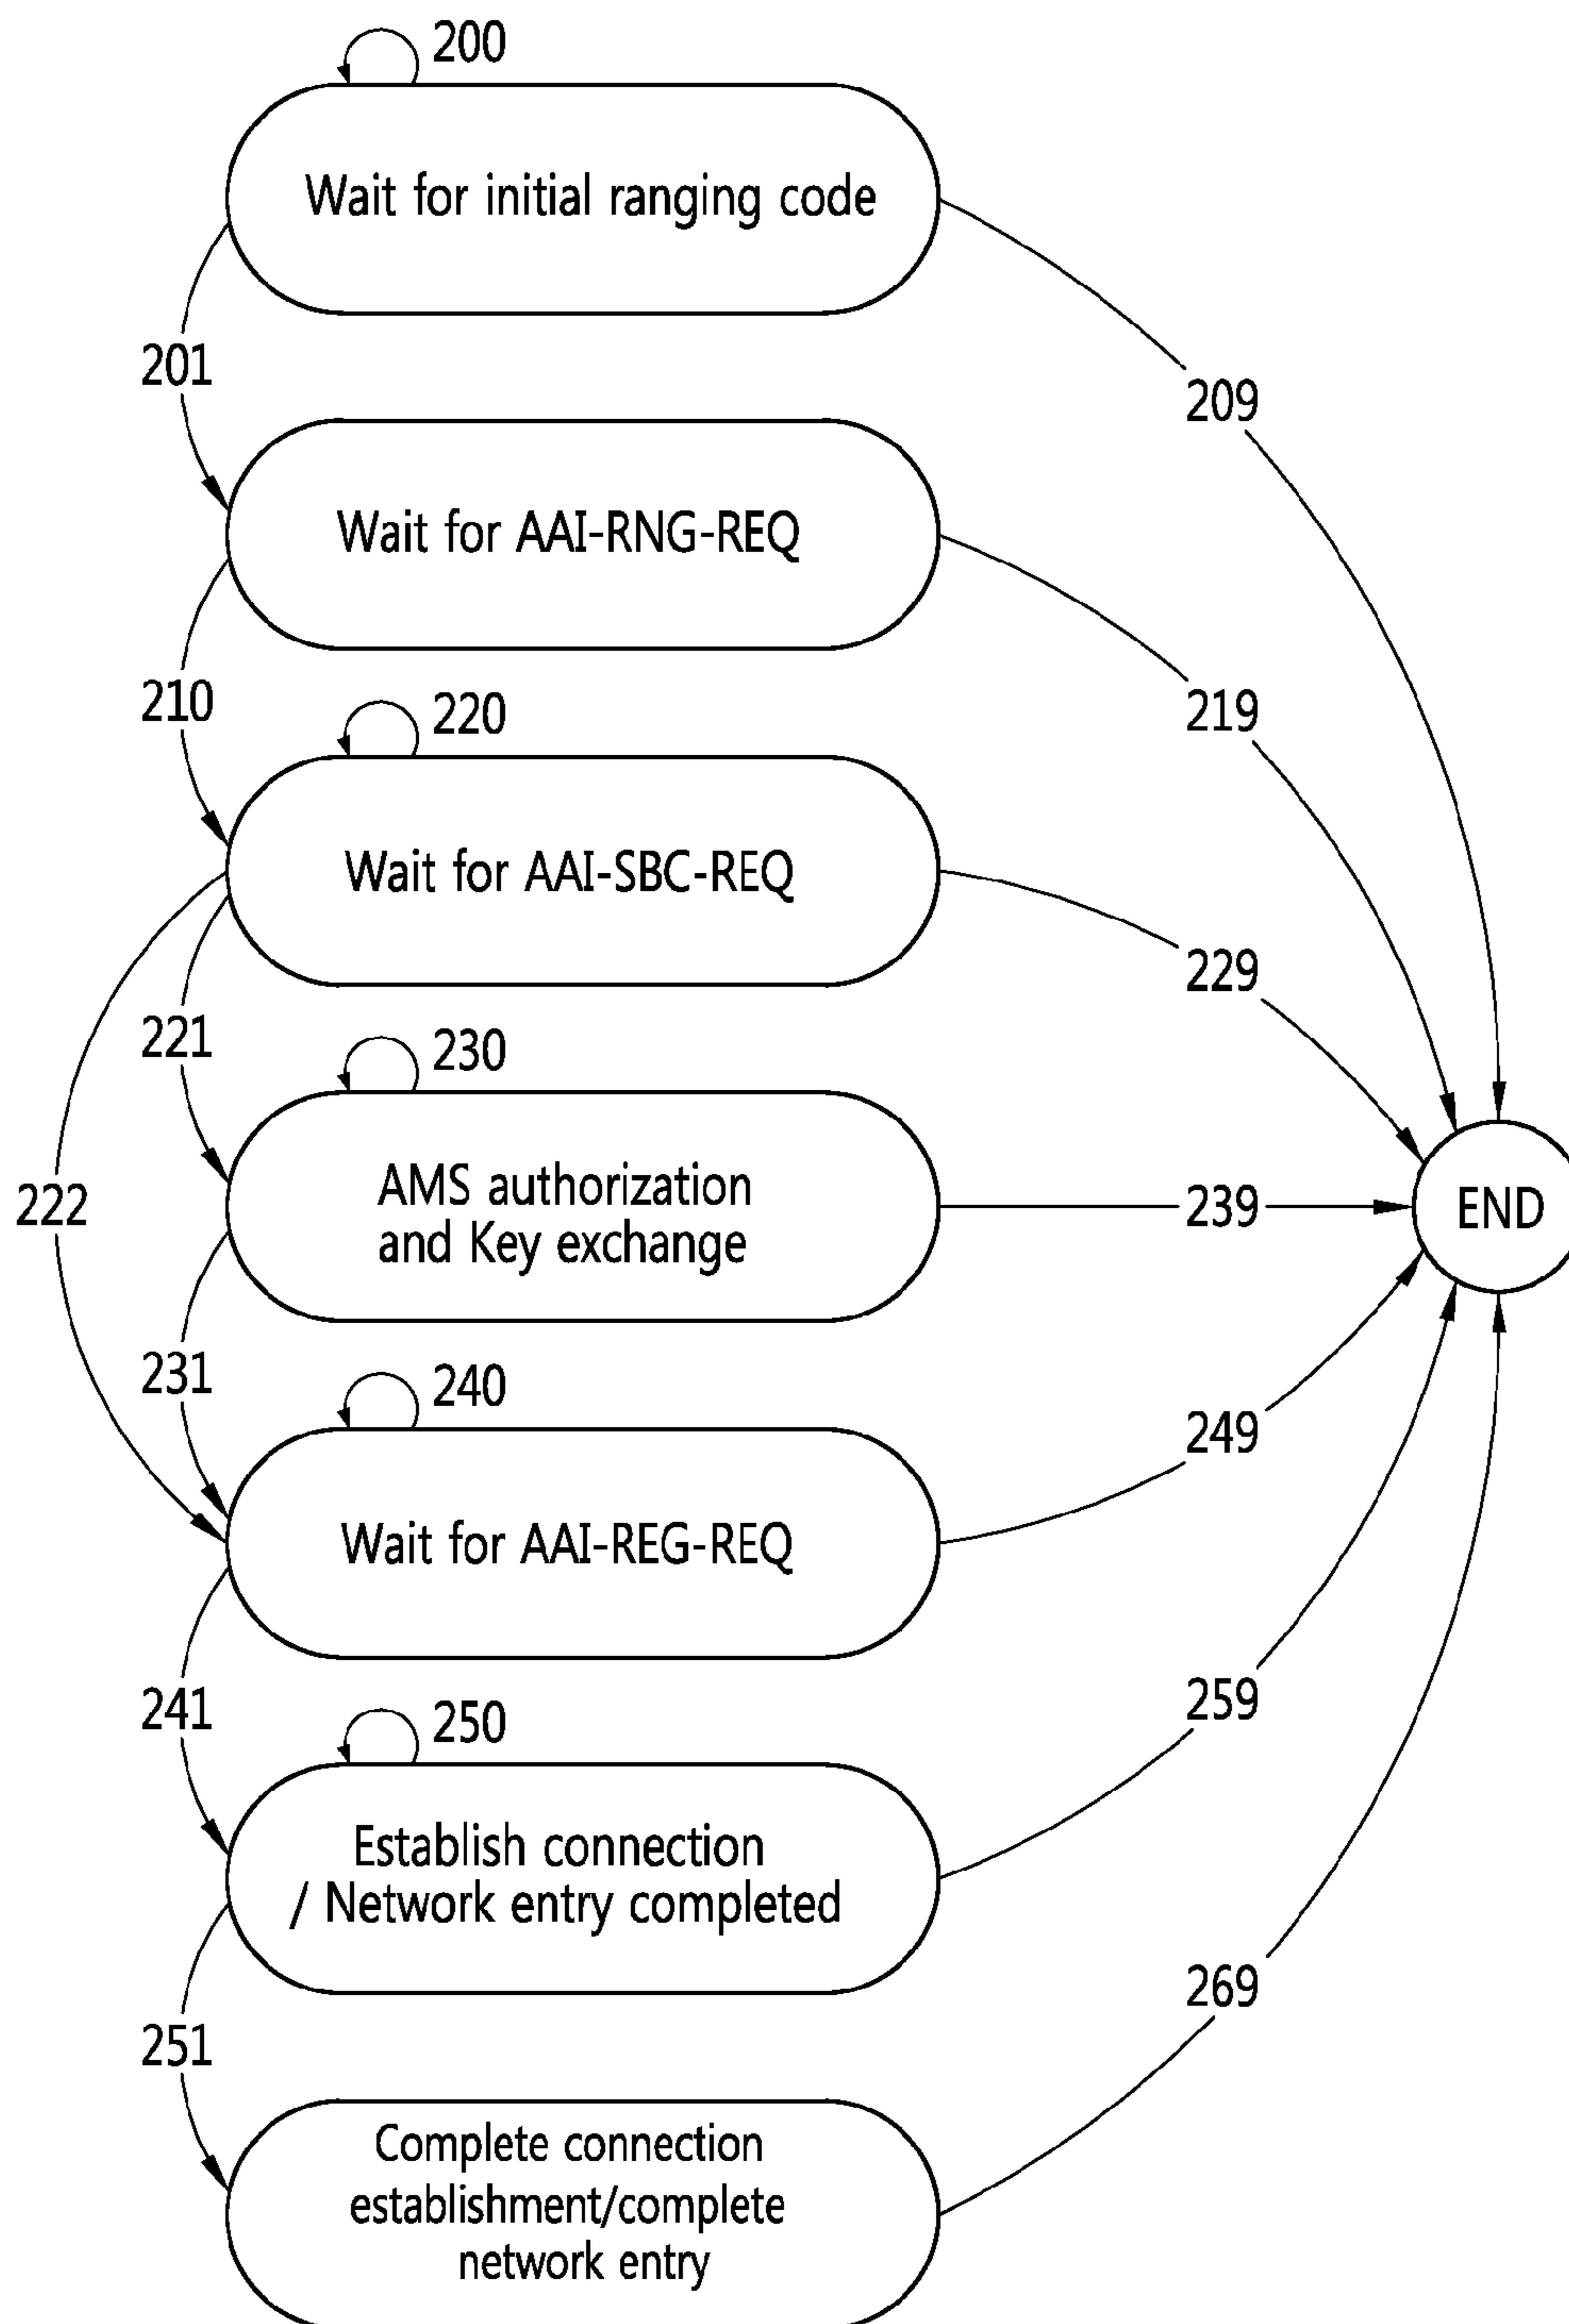 200
Wait for initial ranging code
201
209
Wait for AAI-RNG-REQ
210
219
220
Wait for AAI-SBC-REQ
229
221
230
222
AMS authorization
and Key exchange
239
END
231
240
249
Wait for AAI-REG-REQ
241
259
250
Establish connection
/ Network entry completed
269
251
Complete connection
establishment/complete
network entry